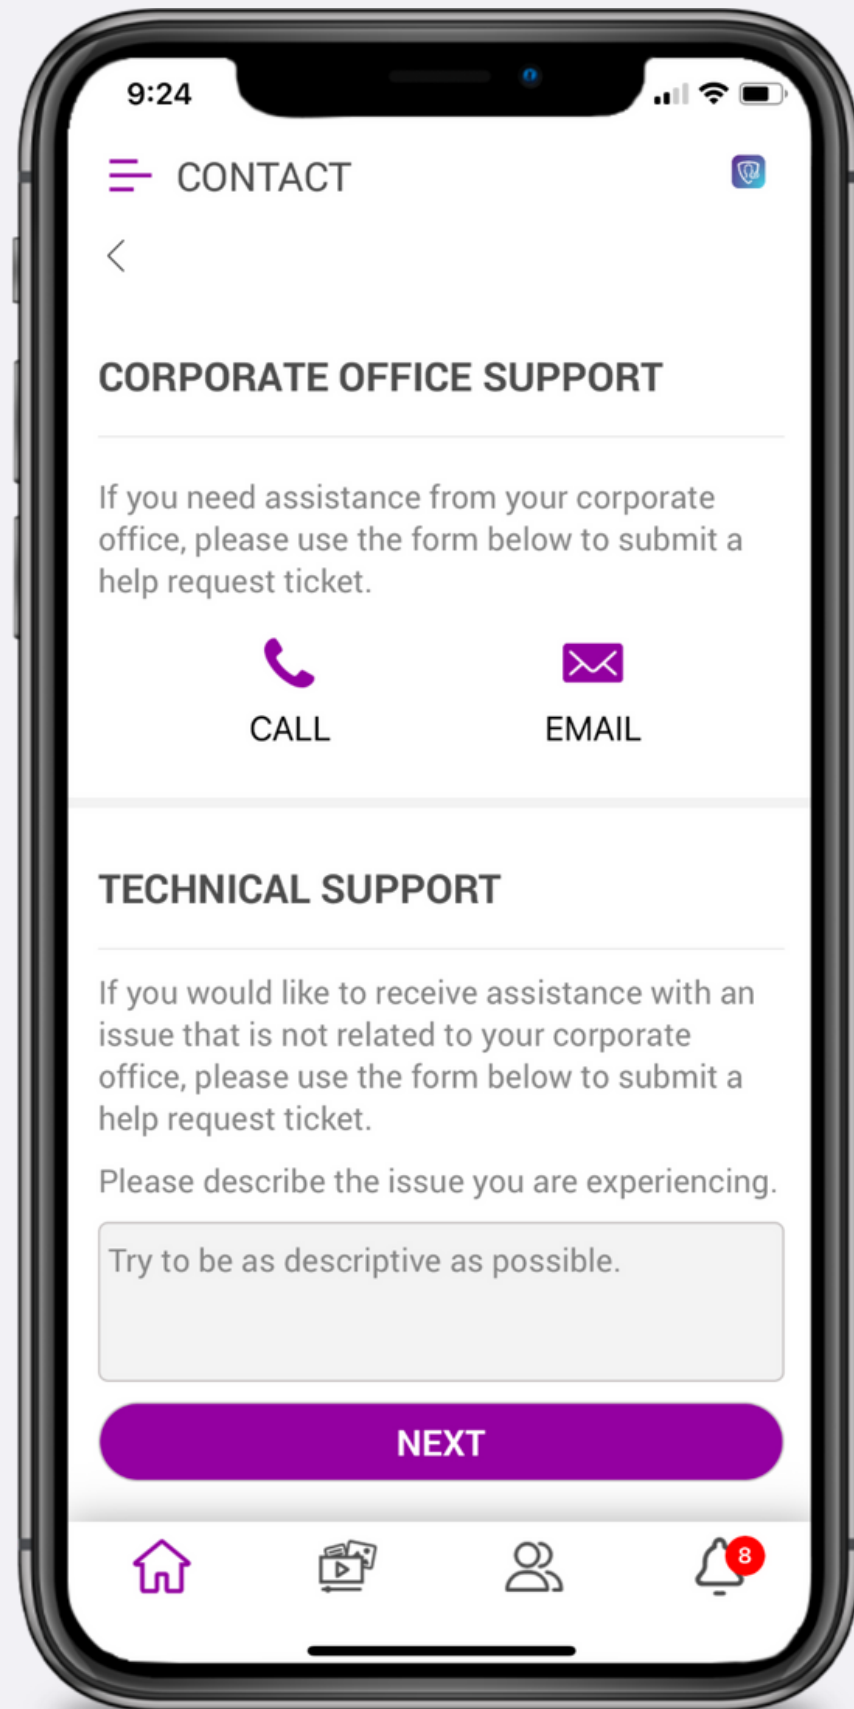 9:24
CONTACT
CORPORATE OFFICE SUPPORT
If you need assistance from your corporate
office, please use the form below to submit a
help request ticket.
CALL EMAIL
TECHNICAL SUPPORT
If you would like to receive assistance with an
issue that is not related to your corporate
office, please use the form below to submit a
help request ticket.
Please describe the issue you are experiencing.
Try to be as descriptive as possible.
NEXT
8